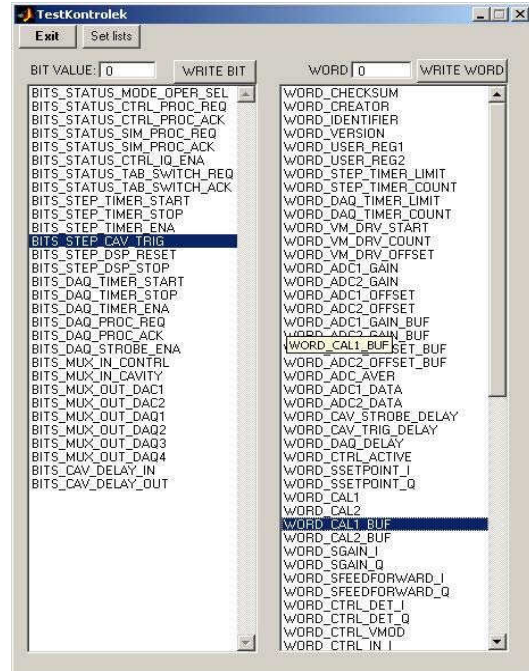 TestKontrolek
Exit Set lists
BIT VALUE: 0 WRITE BIT
BITS_STATUS_MODE_OPER_SEL
BITS_STATUS_CTRL_PROC_REQ
BITS_STATUS_CTRL_PROC_ACK
BITS_STATUS_SIM_PROC_REQ
BITS_STATUS_SIM_PROC_ACK
BITS_STATUS_CTRL_IQ_ENA
BITS_STATUS_TAB_SWITCH_REQ
BITS_STATUS_TAB_SWITCH_ACK
BITS_STEP_TIMER_START
BITS_STEP_TIMER_STOP
BITS_STEP_TIMER_ENA
BITS_STEP_CAV_TRIG
BITS_STEP_DSP_RESET
BITS_STEP_DSP_STOP
BITS_DAQ_TIMER_START
BITS_DAQ_TIMER_STOP
BITS_DAQ_TIMER_ENA
BITS_DAQ_PROC_REQ
BITS_DAQ_PROC_ACK
BITS_DAQ_STROBE_ENA
BITS_MUX_IN_CONTRL
BITS_MUX_IN_CAVITY
BITS_MUX_OUT_DAC1
BITS_MUX_OUT_DAC2
BITS_MUX_OUT_DAQ1
BITS_MUX_OUT_DAQ2
BITS_MUX_OUT_DAQ3
BITS_MUX_OUT_DAQ4
BITS_CAV_DELAY_IN
BITS_CAV_DELAY_OUT
WORD 0 WRITE WORD
WORD_CHECKSUM
WORD_CREATOR
WORD_IDENTIFIER
WORD_VERSION
WORD_USER_REG1
WORD_USER_REG2
WORD_STEP_TIMER_LIMIT
WORD_STEP_TIMER_COUNT
WORD_DAQ_TIMER_LIMIT
WORD_DAQ_TIMER_COUNT
WORD_VM_DRV_START
WORD_VM_DRV_COUNT
WORD_VM_DRV_OFFSET
WORD_ADC1_GAIN
WORD_ADC2_GAIN
WORD_ADC1_OFFSET
WORD_ADC2_OFFSET
WORD_ADC1_GAIN_BUF
WORD_ADC2_GAIN_BUF
WORD_CAL1_BUF SET_BUF
WORD_ADC2_OFFSET_BUF
WORD_ADC_AVER
WORD_ADC1_DATA
WORD_ADC2_DATA
WORD_CAV_STROBE_DELAY
WORD_CAV_TRIG_DELAY
WORD_DAQ_DELAY
WORD_CTRL_ACTIVE
WORD_SSETPOINT_I
WORD_SSETPOINT_Q
WORD_CAL1
WORD_CAL2
WORD_CAL1_BUF
WORD_CAL2_BUF
WORD_SGAIN_I
WORD_SGAIN_Q
WORD_SFEEDFORWARD_I
WORD_SFEEDFORWARD_Q
WORD_CTRL_DET_I
WORD_CTRL_DET_Q
WORD_CTRL_VMOD
WORD_CTRL_IN_I